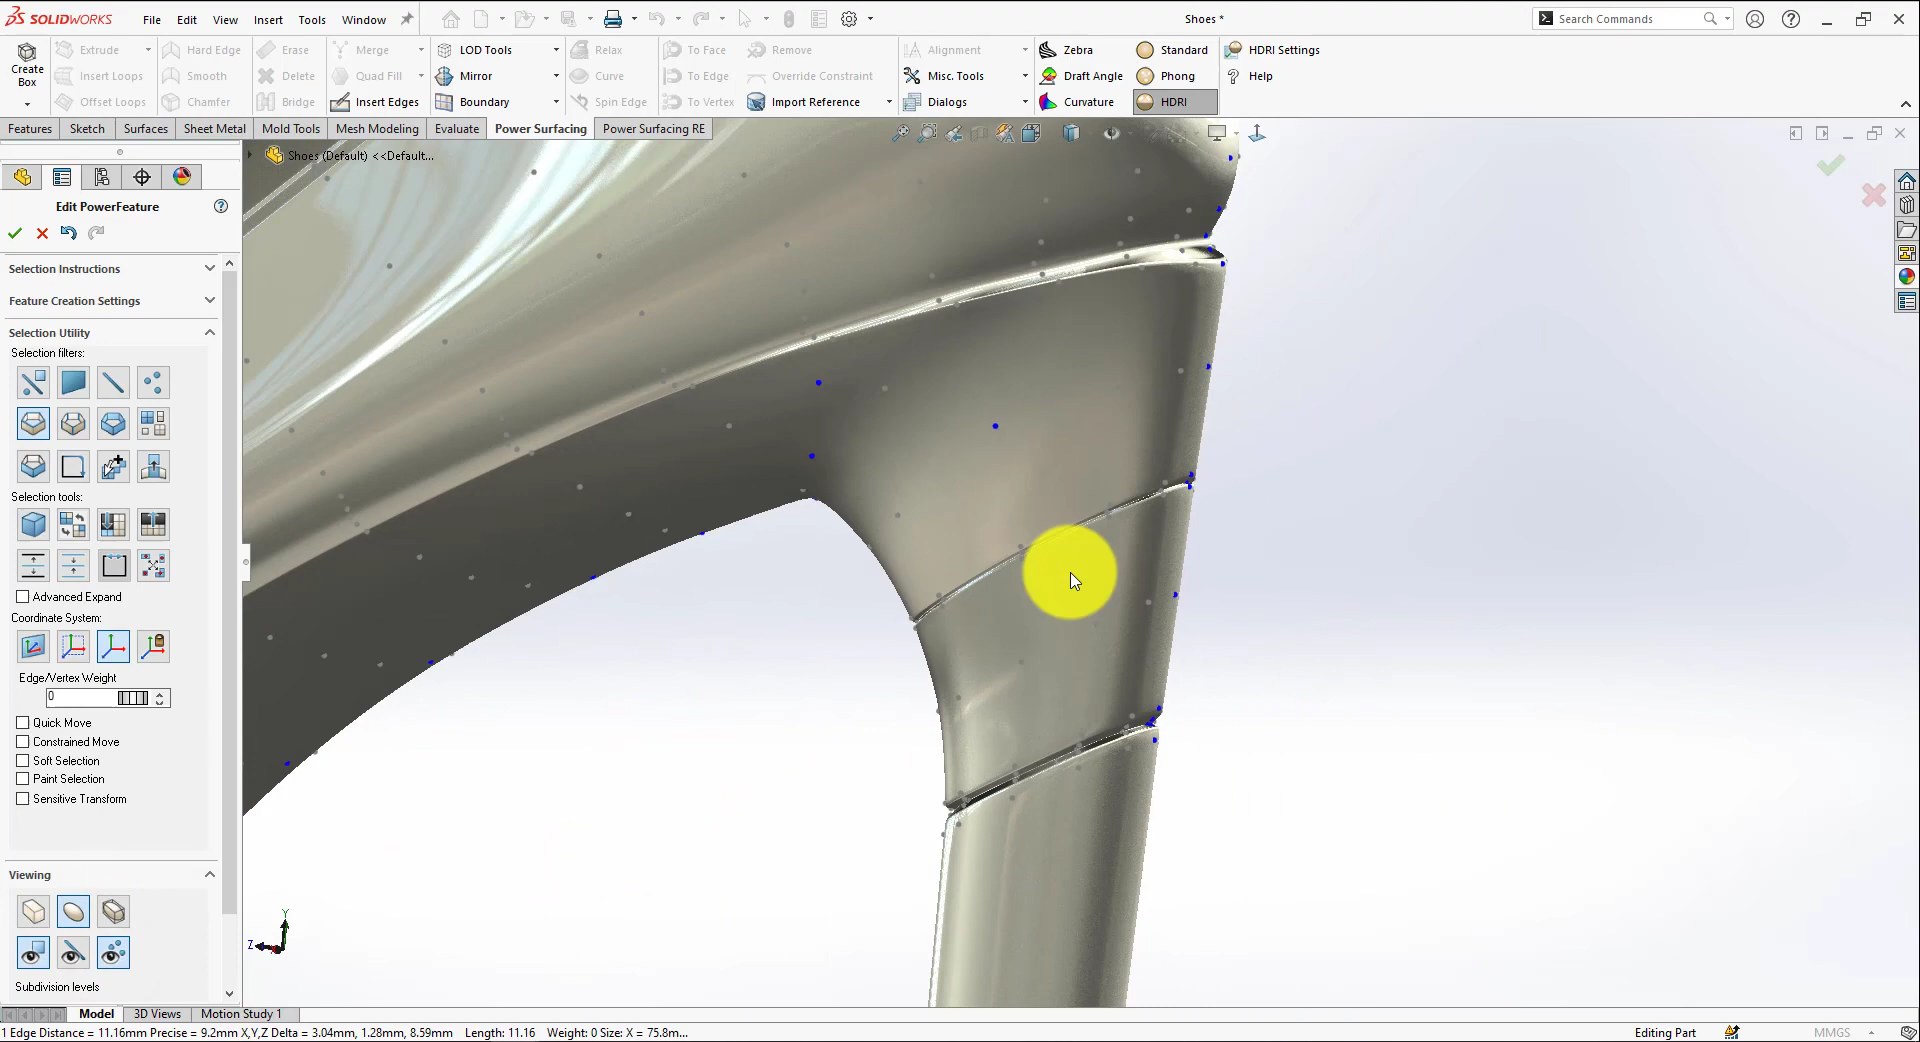 SOLIDWORKS File Edit View Insert Tools Window Shoes * Search Commands
Create Box
Extrude Hard Edge Erase Merge LOD Tools Relax To Face Remove Alignment Zebra Standard HDRI Settings
Insert Loops Smooth Delete Quad Fill Mirror Curve To Edge Override Constraint Misc. Tools Draft Angle Phong Help
Offset Loops Chamfer Bridge Insert Edges Boundary Spin Edge To Vertex Import Reference Dialogs Curvature HDRI
Features Sketch Surfaces Sheet Metal Mold Tools Mesh Modeling Evaluate Power Surfacing Power Surfacing RE
Shoes (Default) <<Default...
Edit PowerFeature
Selection Instructions
Feature Creation Settings
Selection Utility
Selection filters:
Selection tools:
Advanced Expand
Coordinate System:
Edge/Vertex Weight
0
Quick Move
Constrained Move
Soft Selection
Paint Selection
Sensitive Transform
Viewing
Subdivision levels
Y
Z
Model 3D Views Motion Study 1
1 Edge Distance = 11.16mm Precise = 9.2mm X,Y,Z Delta = 3.04mm, 1.28mm, 8.59mm Length: 11.16 Weight: 0 Size: X = 75.8m... Editing Part MMGS